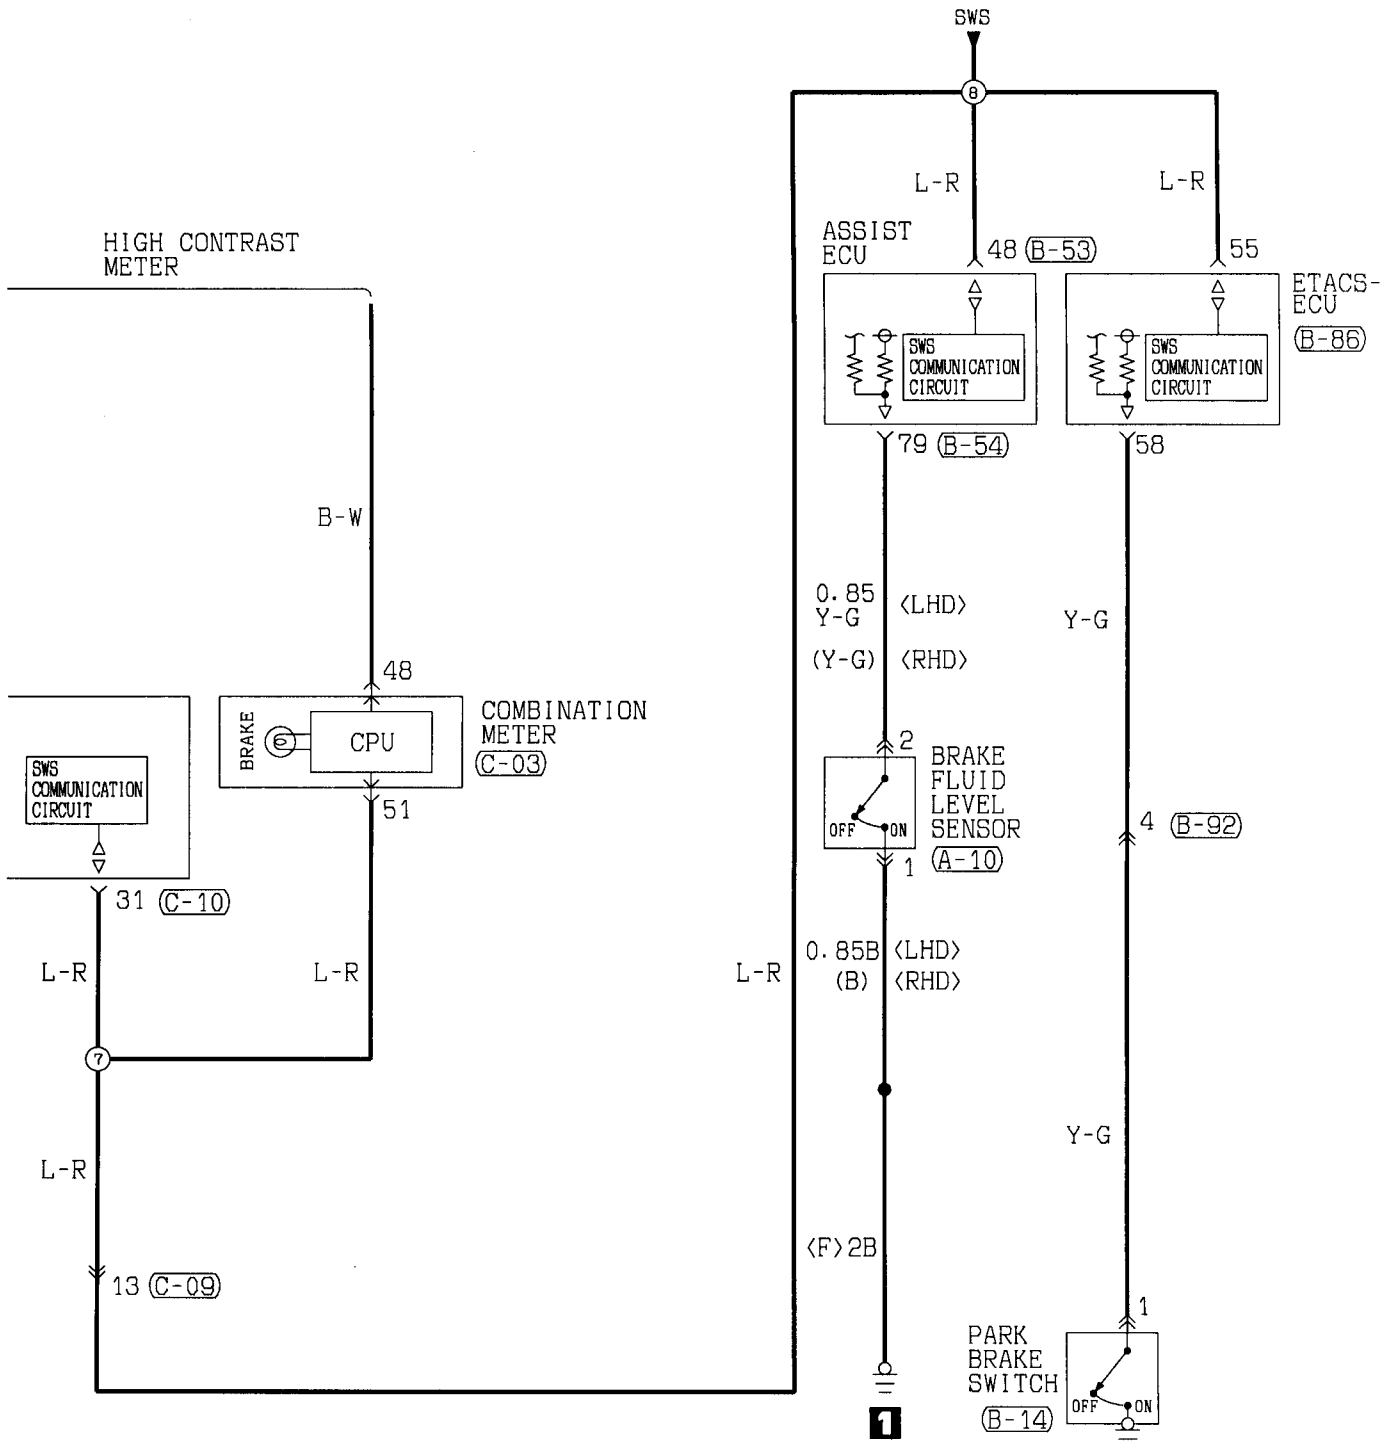 SWS
8
L-R
L-R
HIGH CONTRAST
METER
ASSIST
ECU
48 (B-53)
55
ETACS-
ECU
(B-86)
SWS
COMMUNICATION
CIRCUIT
SWS
COMMUNICATION
CIRCUIT
79 (B-54)
58
B-W
0.85
Y-G
<LHD>
(Y-G) <RHD>
Y-G
48
BRAKE
CPU
COMBINATION
METER
(C-03)
51
SWS
COMMUNICATION
CIRCUIT
31 (C-10)
2
BRAKE
FLUID
LEVEL
SENSOR
(A-10)
OFF ON
1
4 (B-92)
L-R
L-R
L-R
0.85B <LHD>
(B) <RHD>
7
L-R
Y-G
<F>2B
13 (C-09)
1
PARK
BRAKE
SWITCH
(B-14)
OFF ON
1